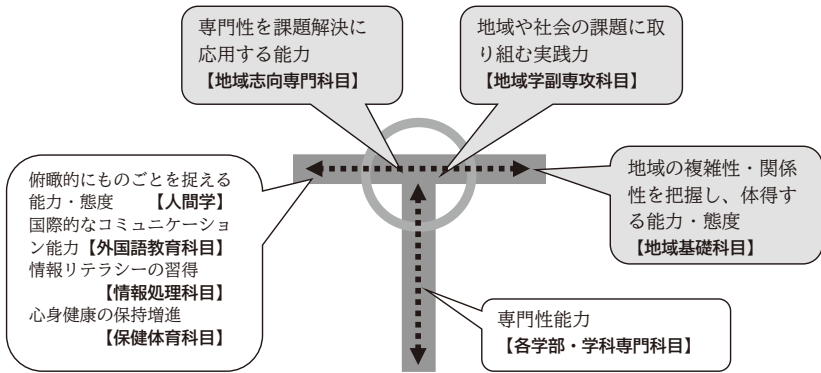 専門性を課題解決に
応用する能力
【地域志向専門科目】
地域や社会の課題に取
り組む実践力
【地域学副専攻科目】
俯瞰的にものごとを捉える
能力・態度　【人間学】
国際的なコミュニケーショ
ン能力【外国語教育科目】
情報リテラシーの習得
【情報処理科目】
心身健康の保持増進
【保健体育科目】
地域の複雑性・関係
性を把握し、体得す
る能力・態度
【地域基礎科目】
専門性能力
【各学部・学科専門科目】